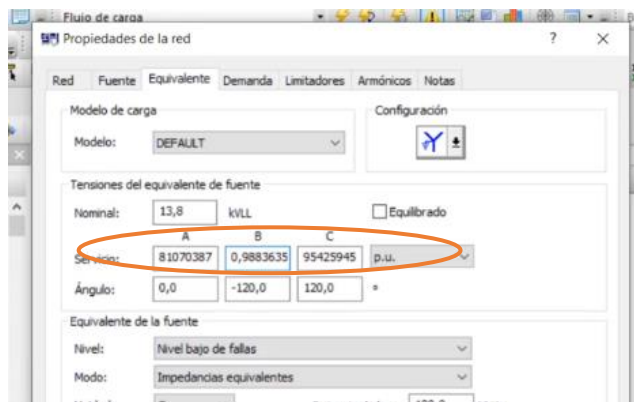 Flujo de carga
Propiedades de la red ? ×
Red Fuente Equivalente Demanda Limitadores Armónicos Notas
Modelo de carga Configuración
Modelo: DEFAULT
Tensiones del equivalente de fuente
Nominal: 13,8 kVLL Equilibrado
A B C
Servicio: 81070387 0,9883635 95425945 p.u.
Ángulo: 0,0 -120,0 120,0 °
Equivalente de la fuente
Nivel: Nivel bajo de fallas
Modo: Impedancias equivalentes